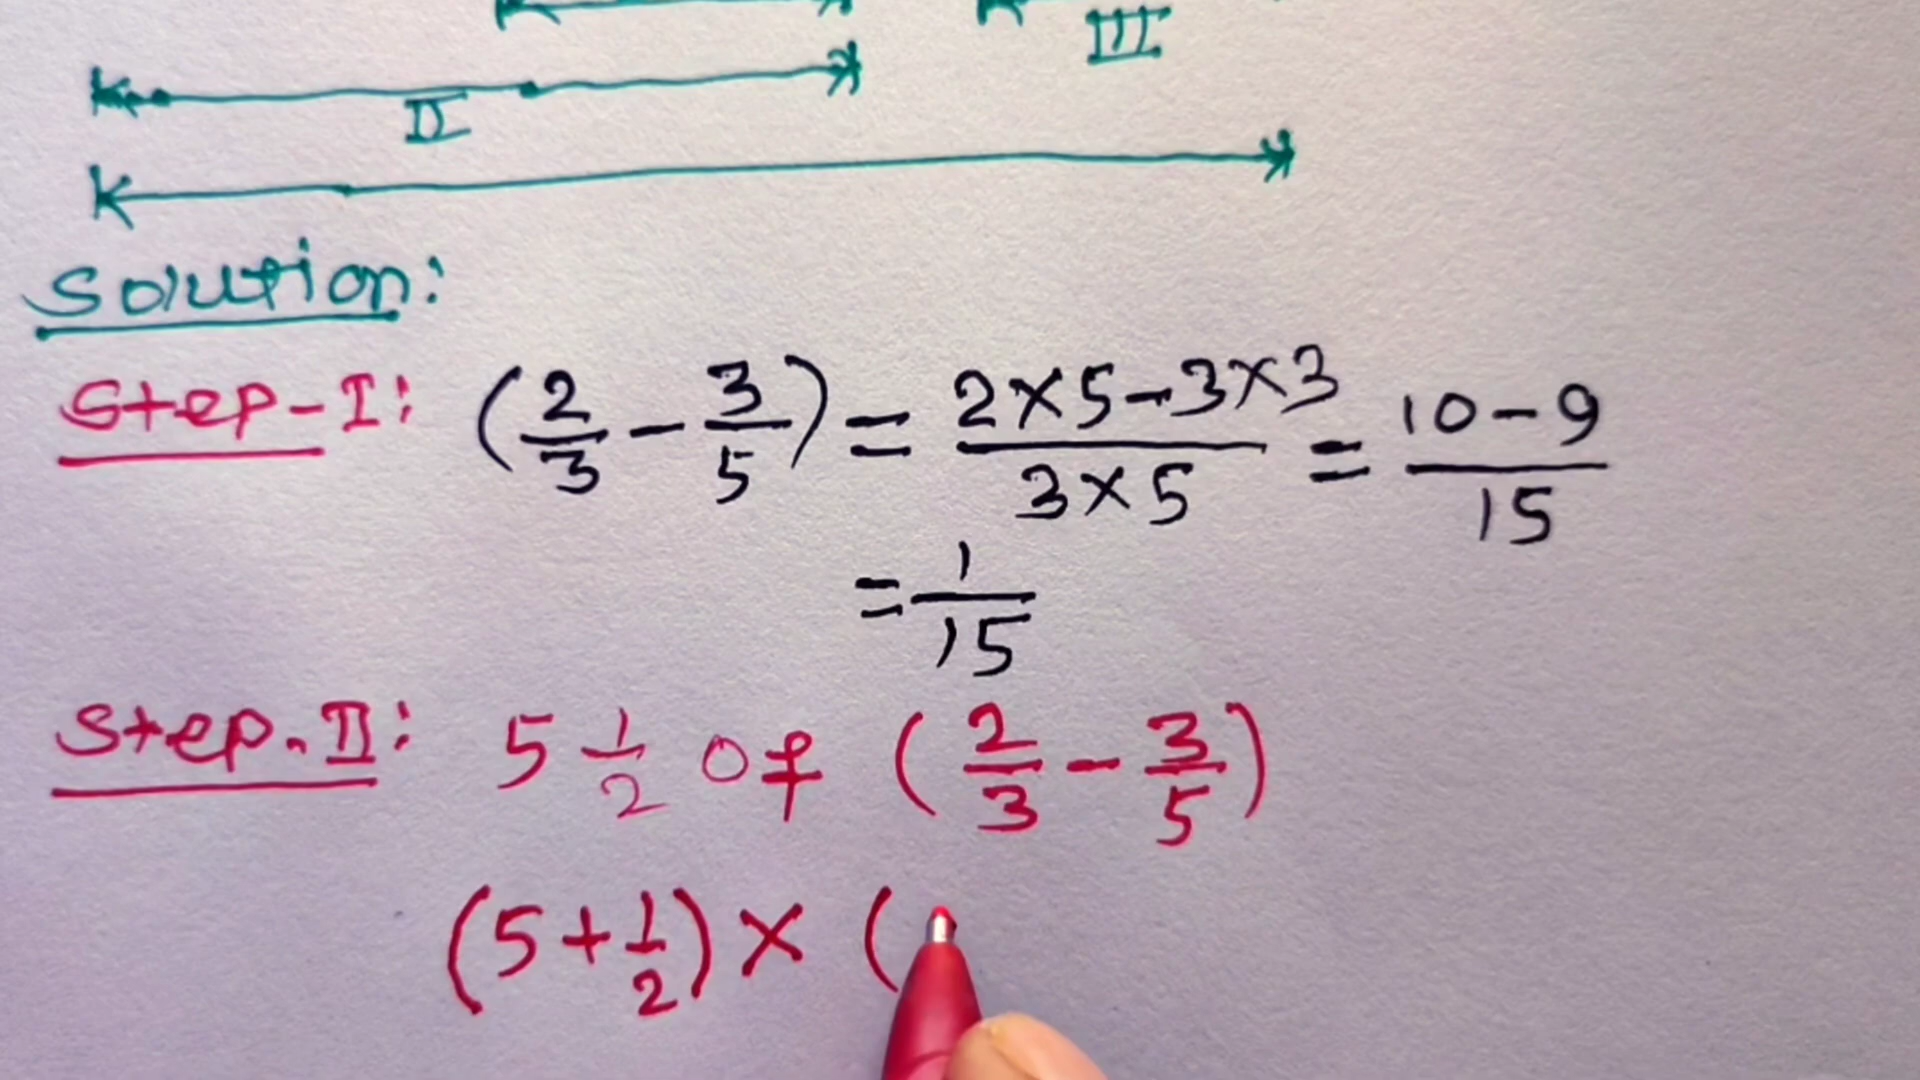 III
II
Solution:
Step-I: (2/3 - 3/5) = (2×5-3×3)/(3×5) = (10-9)/15
= 1/15
Step.II: 5 1/2 of (2/3 - 3/5)
(5+1/2) × (